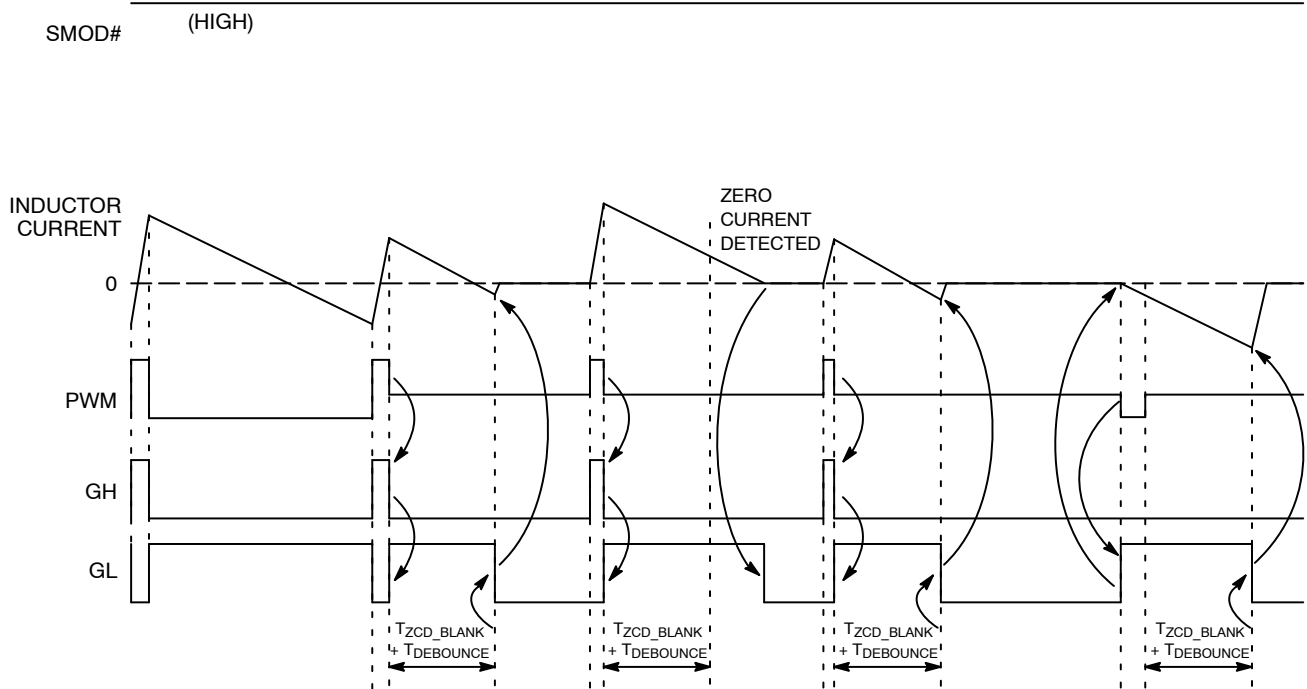 SMOD#
(HIGH)
INDUCTOR
CURRENT
ZERO
CURRENT
DETECTED
0
PWM
GH
GL
TZCD_BLANK
+ TDEBOUNCE
TZCD_BLANK
+ TDEBOUNCE
TZCD_BLANK
+ TDEBOUNCE
TZCD_BLANK
+ TDEBOUNCE